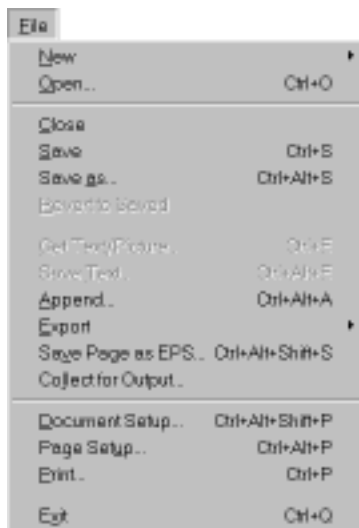 File
New
Open... Ctrl+O
Close
Save Ctrl+S
Save as... Ctrl+Alt+S
Revert to Saved
Get Text/Picture... Ctrl+E
Save Text... Ctrl+Alt+E
Append... Ctrl+Alt+A
Export
Save Page as EPS... Ctrl+Alt+Shift+S
Collect for Output...
Document Setup... Ctrl+Alt+Shift+P
Page Setup... Ctrl+Alt+P
Print... Ctrl+P
Exit Ctrl+Q